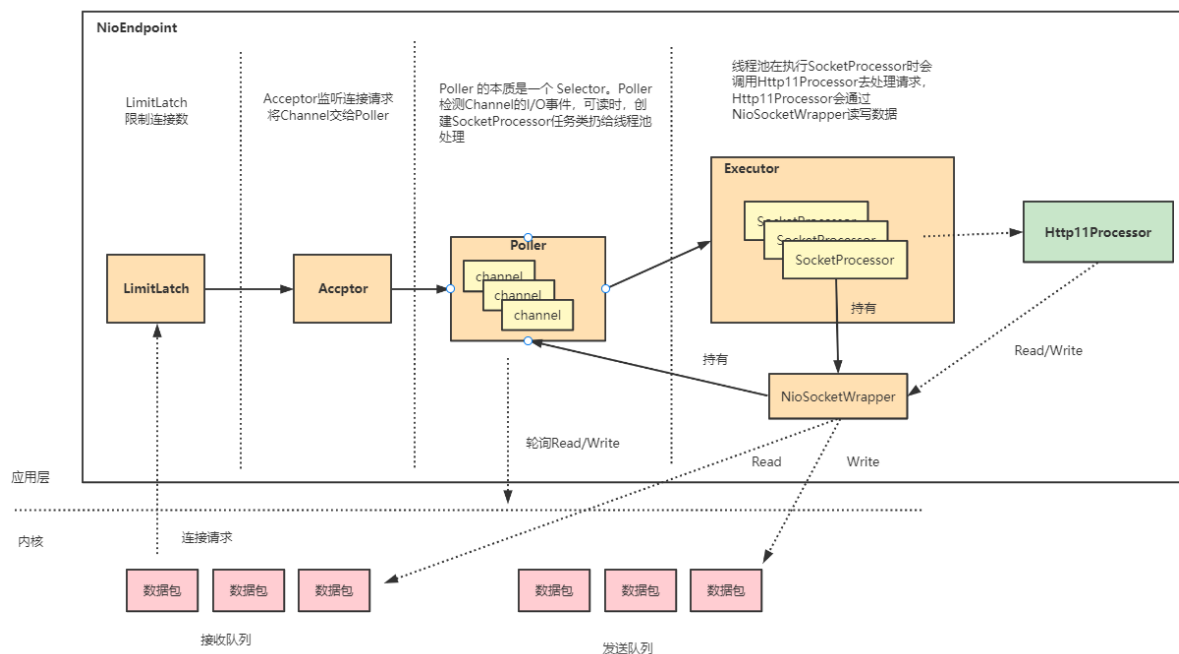 NioEndpoint
LimitLatch
限制连接数
Acceptor监听连接请求
将Channel交给Poller
Poller 的本质是一个 Selector。Poller
检测Channel的I/O事件，可读时，创
建SocketProcessor任务类扔给线程池
处理
线程池在执行SocketProcessor时会
调用Http11Processor去处理请求，
Http11Processor会通过
NioSocketWrapper读写数据
LimitLatch
Accptor
Poller
channel
channel
channel
Executor
SocketProcessor
SocketProcessor
SocketProcessor
Http11Processor
持有
持有
Read/Write
NioSocketWrapper
轮询Read/Write
Read
Write
应用层
内核
连接请求
数据包
数据包
数据包
数据包
数据包
数据包
接收队列
发送队列